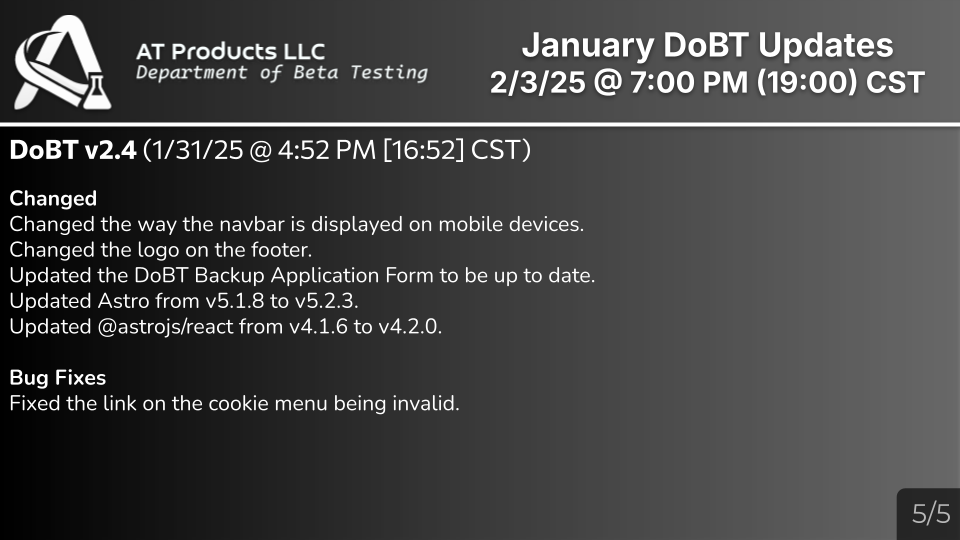 AT Products LLC
Department of Beta Testing
January DoBT Updates
2/3/25 @ 7:00 PM (19:00) CST
DoBT v2.4 (1/31/25 @ 4:52 PM [16:52] CST)
Changed
Changed the way the navbar is displayed on mobile devices.
Changed the logo on the footer.
Updated the DoBT Backup Application Form to be up to date.
Updated Astro from v5.1.8 to v5.2.3.
Updated @astrojs/react from v4.1.6 to v4.2.0.
Bug Fixes
Fixed the link on the cookie menu being invalid.
5/5